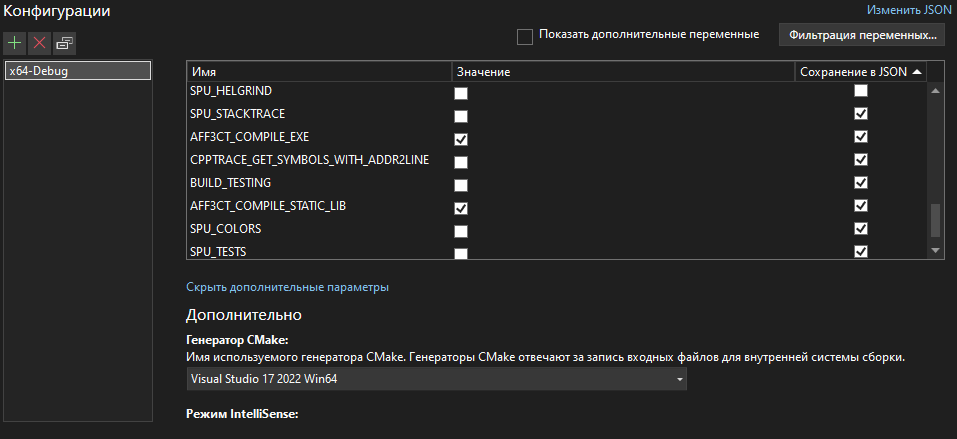 Конфигурации
Изменить JSON
Показать дополнительные переменные
Фильтрация переменных...
x64-Debug
Имя Значение Сохранение в JSON
SPU_HELGRIND
SPU_STACKTRACE
AFF3CT_COMPILE_EXE
CPPTRACE_GET_SYMBOLS_WITH_ADDR2LINE
BUILD_TESTING
AFF3CT_COMPILE_STATIC_LIB
SPU_COLORS
SPU_TESTS
Скрыть дополнительные параметры
Дополнительно
Генератор CMake:
Имя используемого генератора CMake. Генераторы CMake отвечают за запись входных файлов для внутренней системы сборки.
Visual Studio 17 2022 Win64
Режим IntelliSense: